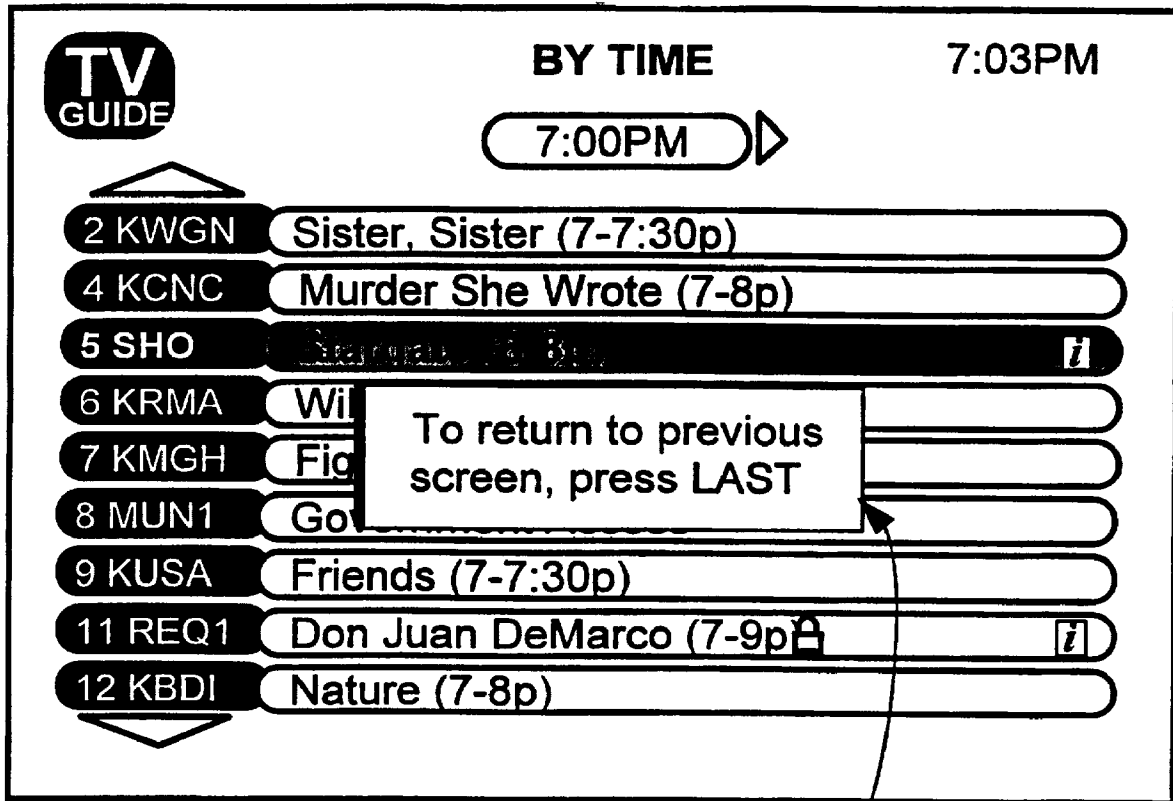 TV
GUIDE
BY TIME
7:03PM
7:00PM
2 KWGN Sister, Sister (7-7:30p)
4 KCNC Murder She Wrote (7-8p)
5 SHO i
6 KRMA Wil
7 KMGH Fig
To return to previous
screen, press LAST
8 MUN1 Gov
9 KUSA Friends (7-7:30p)
11 REQ1 Don Juan DeMarco (7-9p i
12 KBDI Nature (7-8p)